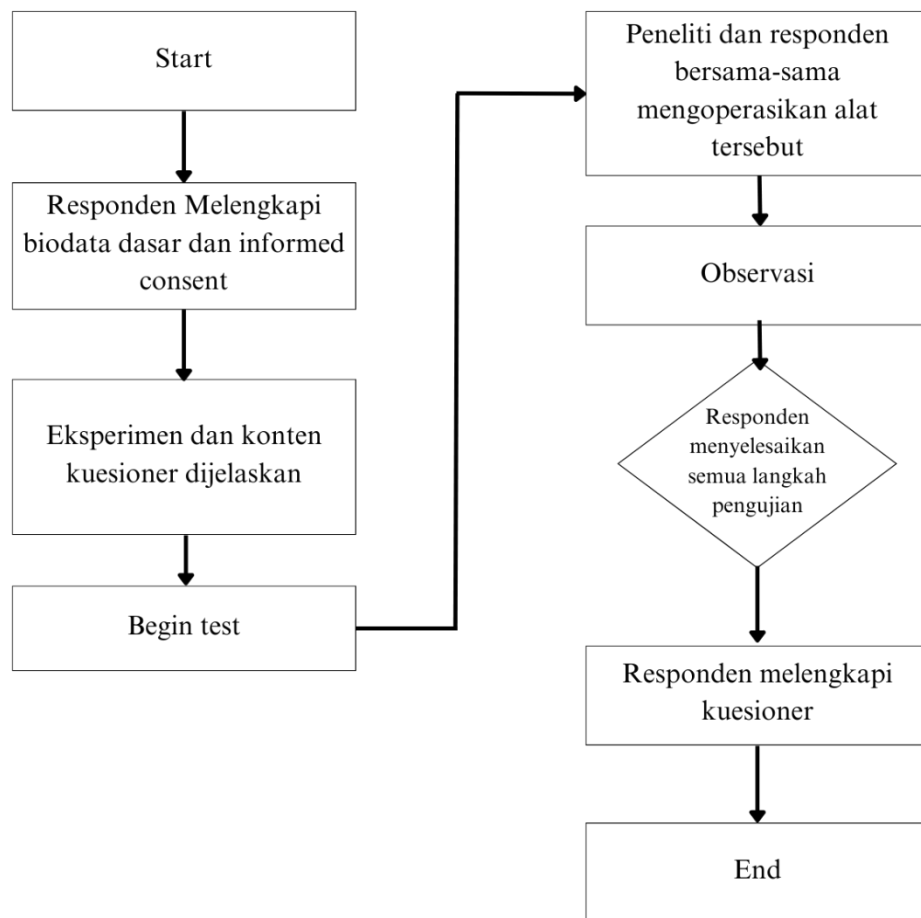 Start
Responden Melengkapi
biodata dasar dan informed
consent
Eksperimen dan konten
kuesioner dijelaskan
Begin test
Peneliti dan responden
bersama-sama
mengoperasikan alat
tersebut
Observasi
Responden
menyelesaikan
semua langkah
pengujian
Responden melengkapi
kuesioner
End